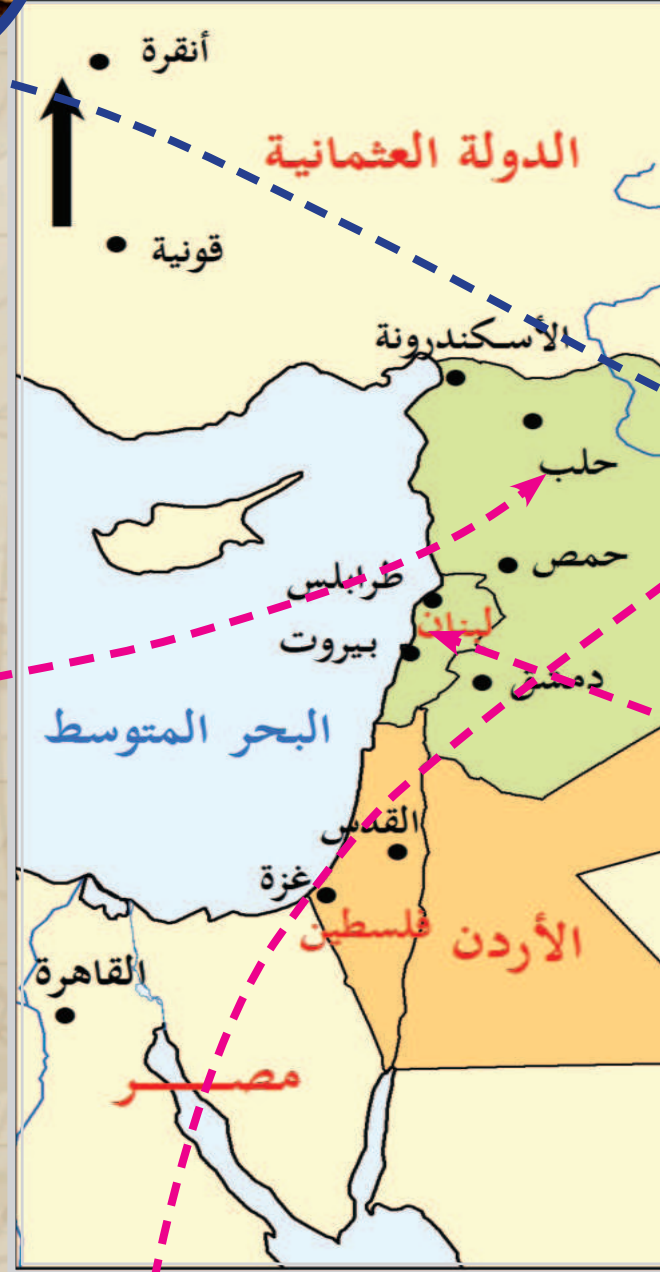 أنقرة
الدولة العثمانية
قونية
الأسكندرونة
حلب
حمص
طرابلس
لبنان
بيروت
دمشق
البحر المتوسط
القدس
غزة
فلسطين
الأردن
القاهرة
مصر